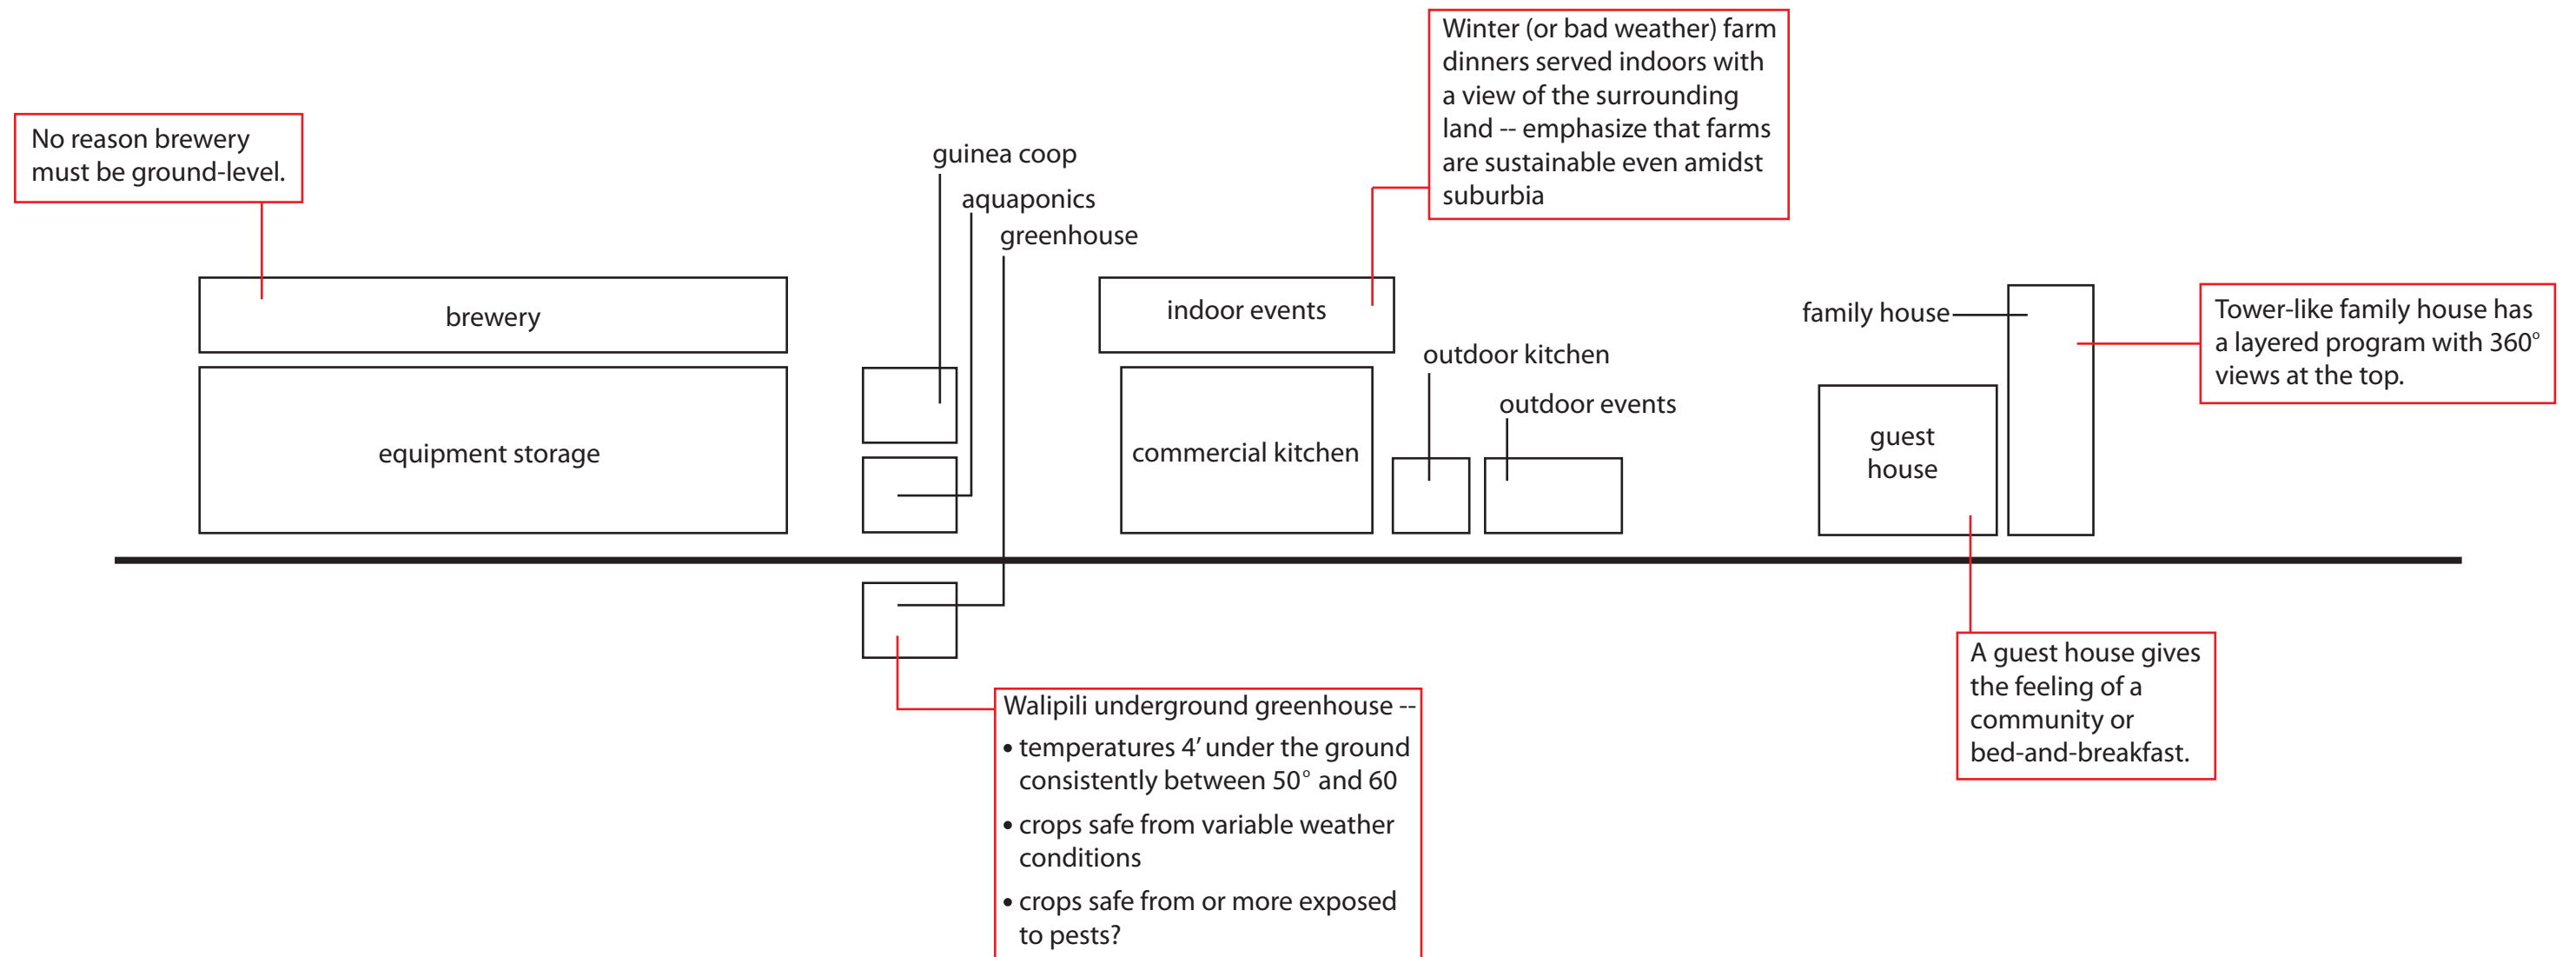 Winter (or bad weather) farm
dinners served indoors with
a view of the surrounding
land -- emphasize that farms
are sustainable even amidst
suburbia
No reason brewery
must be ground-level.
guinea coop
aquaponics
greenhouse
brewery
indoor events
family house
Tower-like family house has
a layered program with 360°
views at the top.
outdoor kitchen
outdoor events
equipment storage
commercial kitchen
guest
house
A guest house gives
the feeling of a
community or
bed-and-breakfast.
Walipili underground greenhouse --
• temperatures 4’ under the ground
consistently between 50° and 60
• crops safe from variable weather
conditions
• crops safe from or more exposed
to pests?